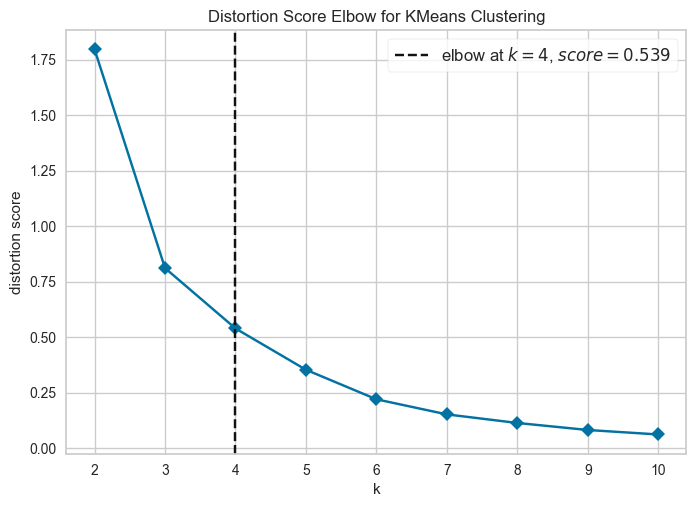 Distortion Score Elbow for KMeans Clustering
elbow at k = 4, score = 0.539
distortion score
1.75
1.50
1.25
1.00
0.75
0.50
0.25
0.00
2 3 4 5 6 7 8 9 10
k